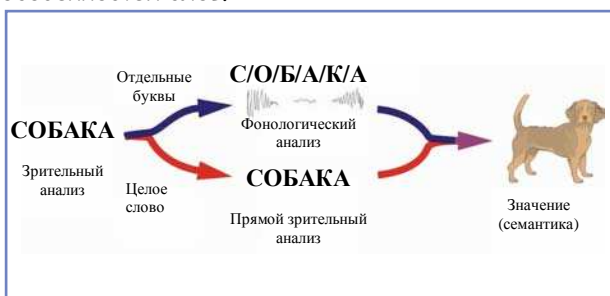 Отдельные
буквы
С/О/Б/А/К/А
Фонологический
анализ
СОБАКА
Зрительный
анализ
Целое
слово
СОБАКА
Прямой зрительный
анализ
Значение
(семантика)